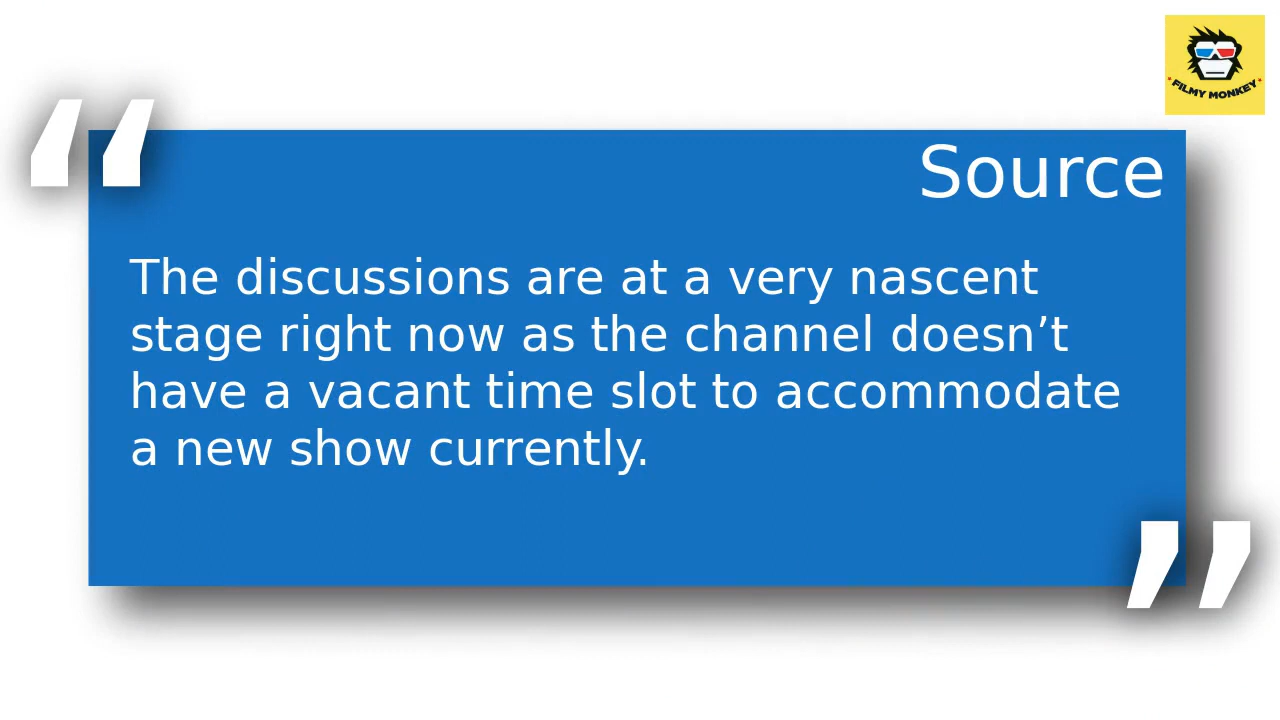 FILMY MONKEY
Source
The discussions are at a very nascent
stage right now as the channel doesn’t
have a vacant time slot to accommodate
a new show currently.